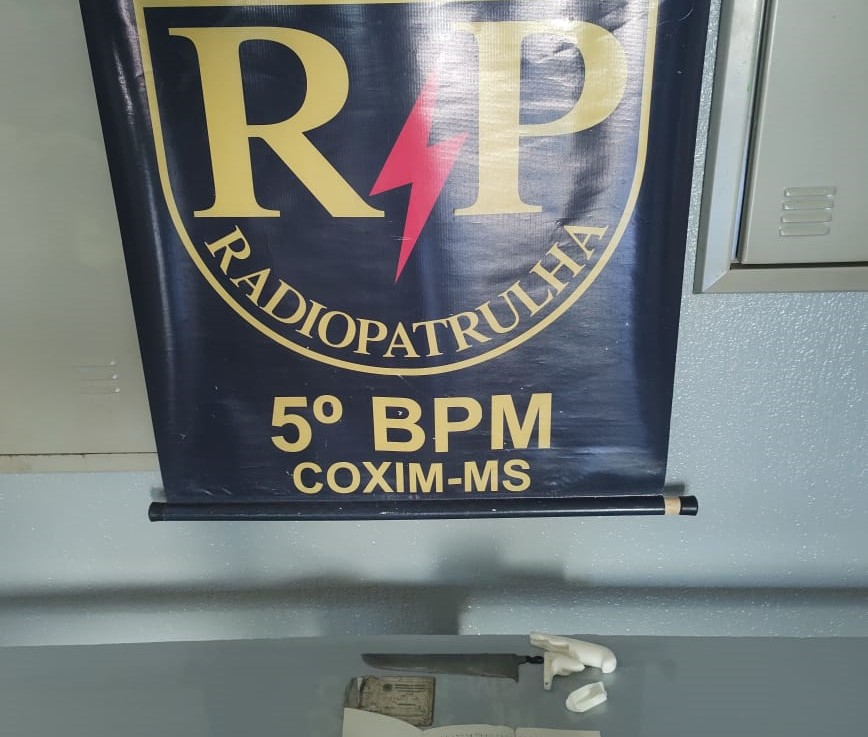 R P
RADIOPATRULHA
5º BPM
COXIM-MS